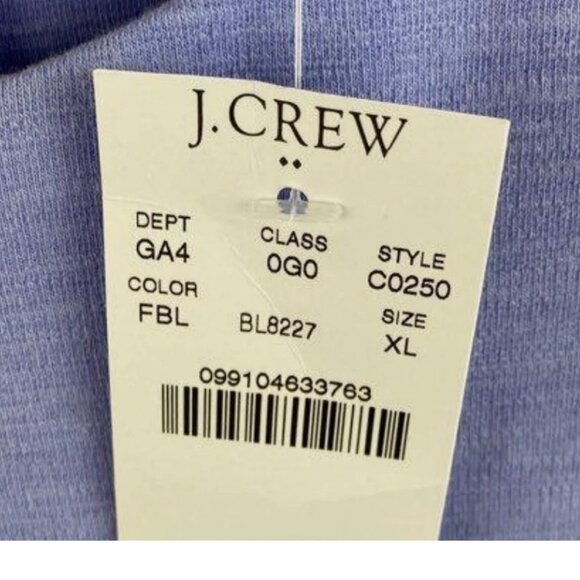 J.CREW
DEPT CLASS STYLE
GA4 0G0 C0250
COLOR SIZE
FBL BL8227 XL
099104633763